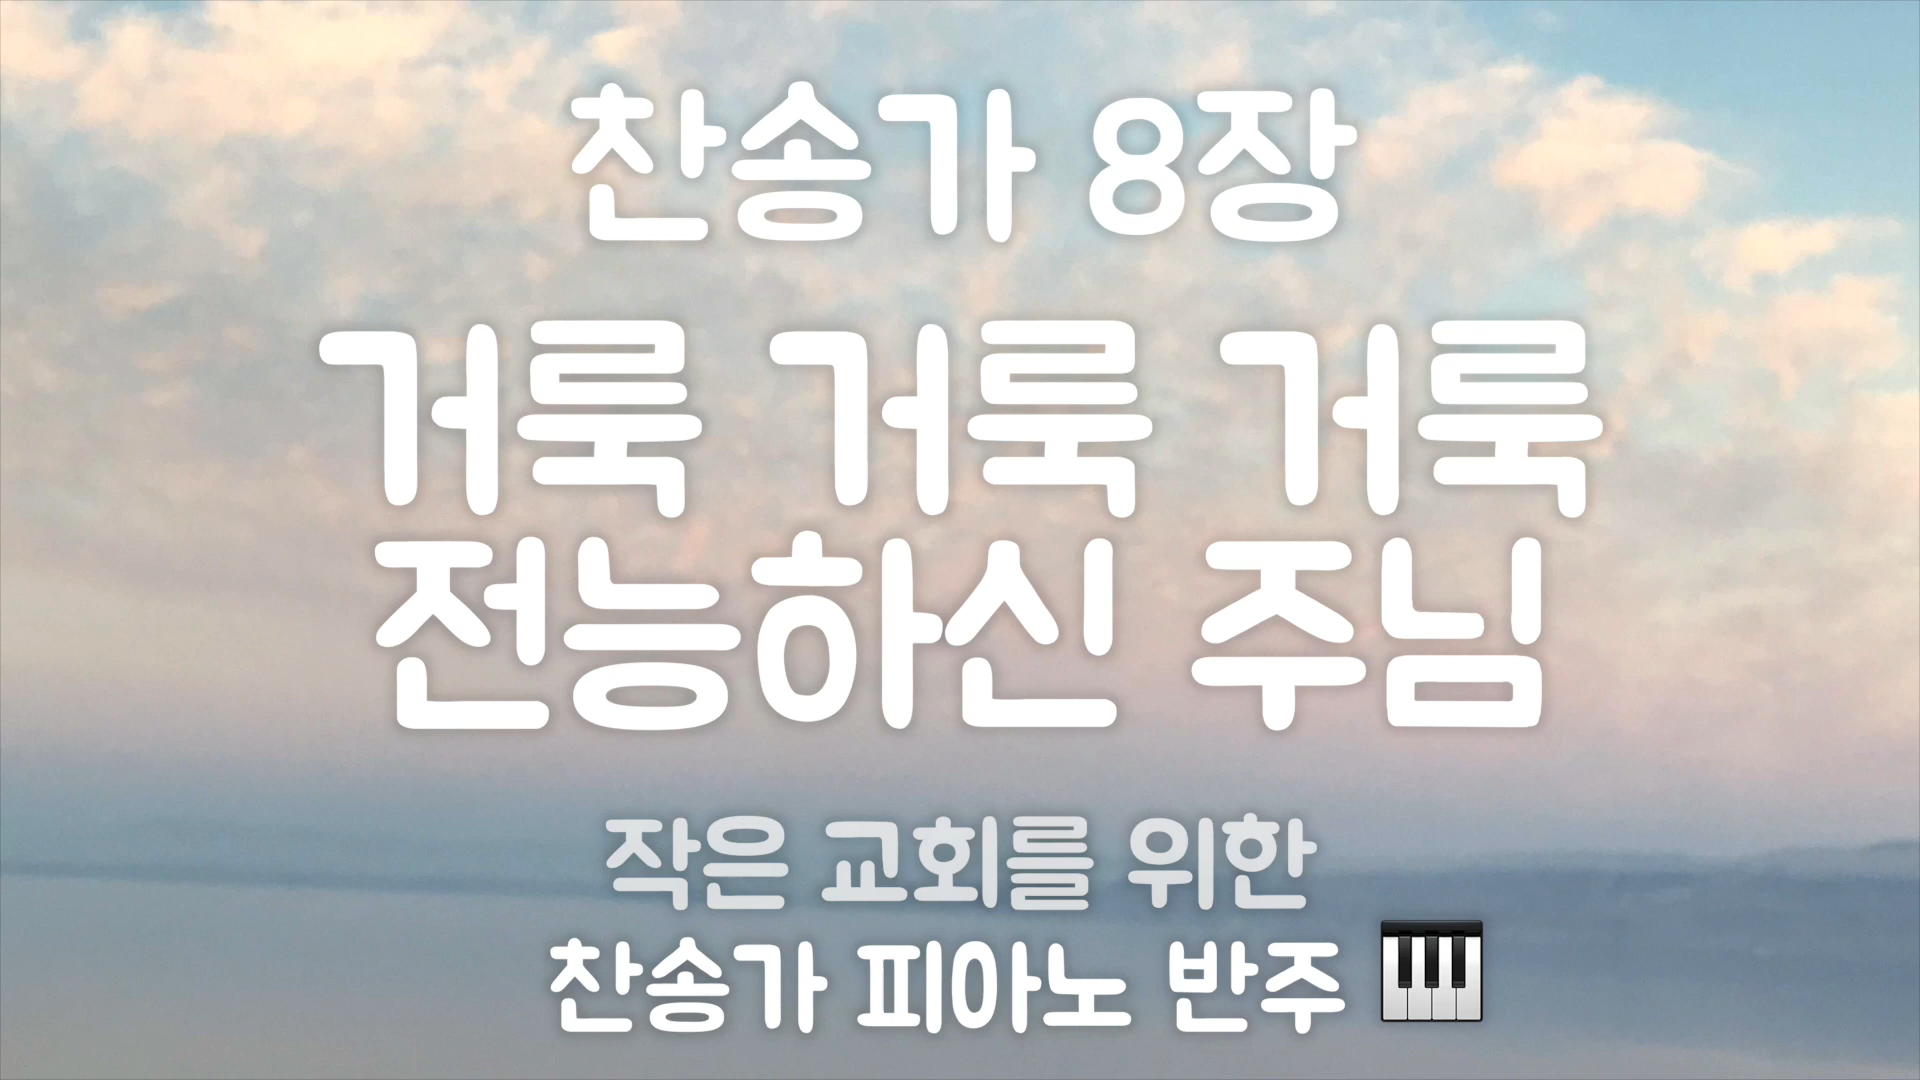 찬송가 8장
거룩 거룩 거룩
전능하신 주님
작은 교회를 위한
찬송가 피아노 반주 🎹